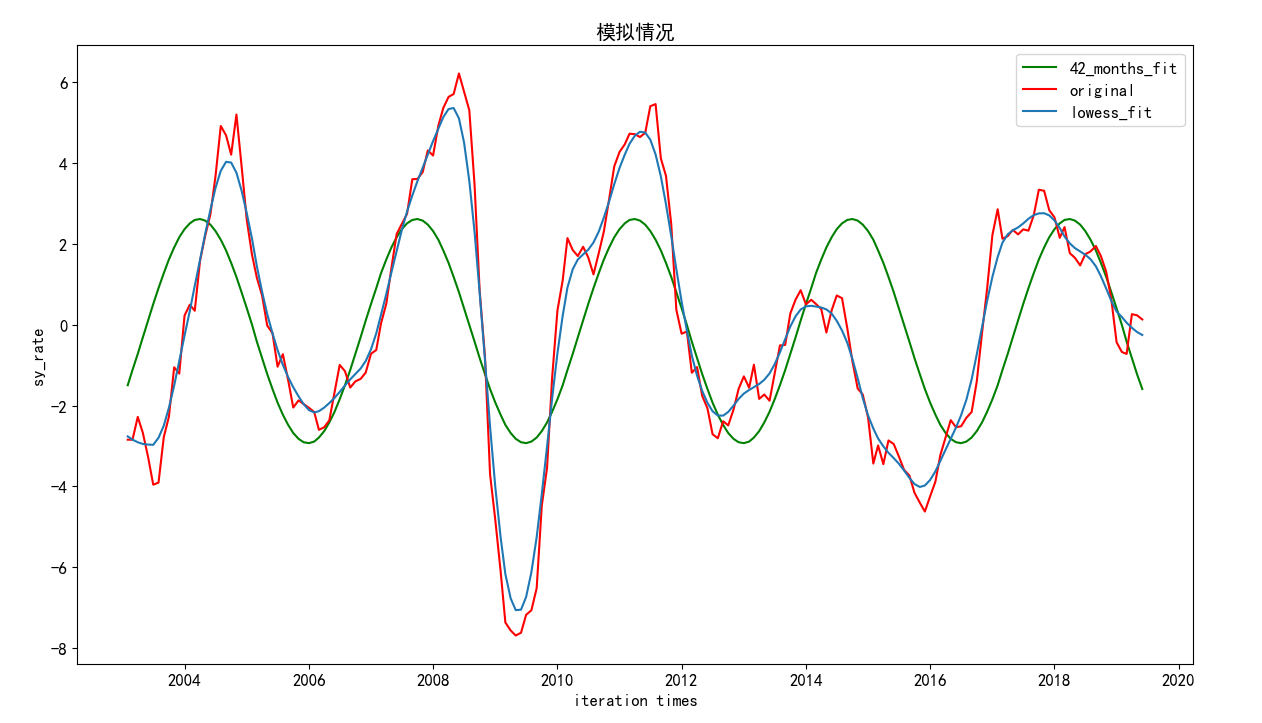 模拟情况
42_months_fit
original
lowess_fit
6
4
2
0
−2
−4
−6
−8
sy_rate
2004 2006 2008 2010 2012 2014 2016 2018 2020
iteration times